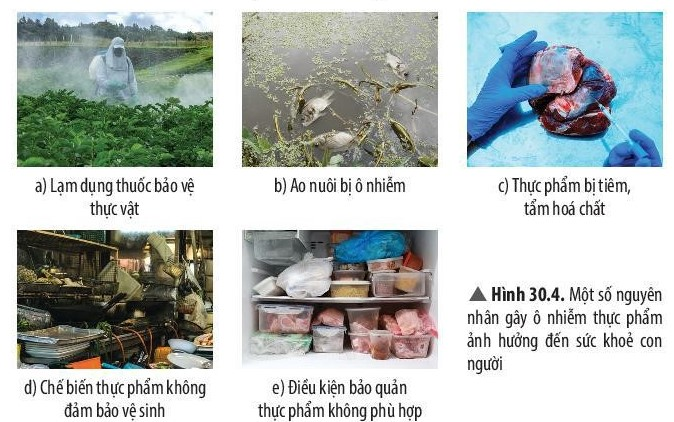 a) Lạm dụng thuốc bảo vệ
thực vật
b) Ao nuôi bị ô nhiễm
c) Thực phẩm bị tiêm,
tẩm hoá chất
d) Chế biến thực phẩm không
đảm bảo vệ sinh
e) Điều kiện bảo quản
thực phẩm không phù hợp
▲ Hình 30.4. Một số nguyên
nhân gây ô nhiễm thực phẩm
ảnh hưởng đến sức khoẻ con
người